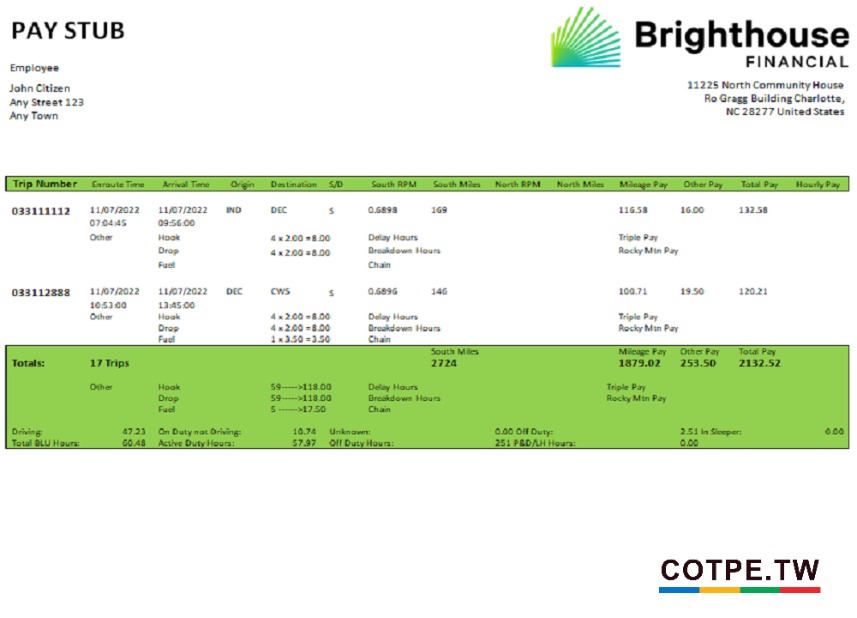 PAY STUB
Brighthouse
FINANCIAL
Employee
John Citizen
Any Street 123
Any Town
11225 North Community House
Ro Gragg Building Charlotte,
NC 28277 United States
Trip Number Enroute Time Arrival Time Origin Destination S/D South RPM South Miles North RPM North Miles Mileage Pay Other Pay Total Pay Hourly Pay
033111112 11/07/2022 11/07/2022 IND DEC S 0.6898 169 116.58 16.00 132.58
07:04:45 09:56:00
Other Hook 4 x 2.00 =8.00 Delay Hours Triple Pay
Drop 4 x 2.00 =8.00 Breakdown Hours Rocky Mtn Pay
Fuel Chain
033112888 11/07/2022 11/07/2022 DEC CWS S 0.6896 146 100.71 19.50 120.21
10:53:00 13:45:00
Other Hook 4 x 2.00 =8.00 Delay Hours Triple Pay
Drop 4 x 2.00 =8.00 Breakdown Hours Rocky Mtn Pay
Fuel 1 x 3.50 =3.50 Chain
South Miles Mileage Pay Other Pay Total Pay
Totals: 17 Trips 2724 1879.02 253.50 2132.52
Other Hook 59----->118.00 Delay Hours Triple Pay
Drop 59----->118.00 Breakdown Hours Rocky Mtn Pay
Fuel 5 ------>17.50 Chain
Driving: 47.23 On Duty not Driving: 10.74 Unknown: 0.00 Off Duty: 2.51 In Sleeper: 0.00
Total BLU Hours: 60.48 Active Duty Hours: 57.97 Off Duty Hours: 251 P&D/LH Hours: 0.00
COTPE.TW